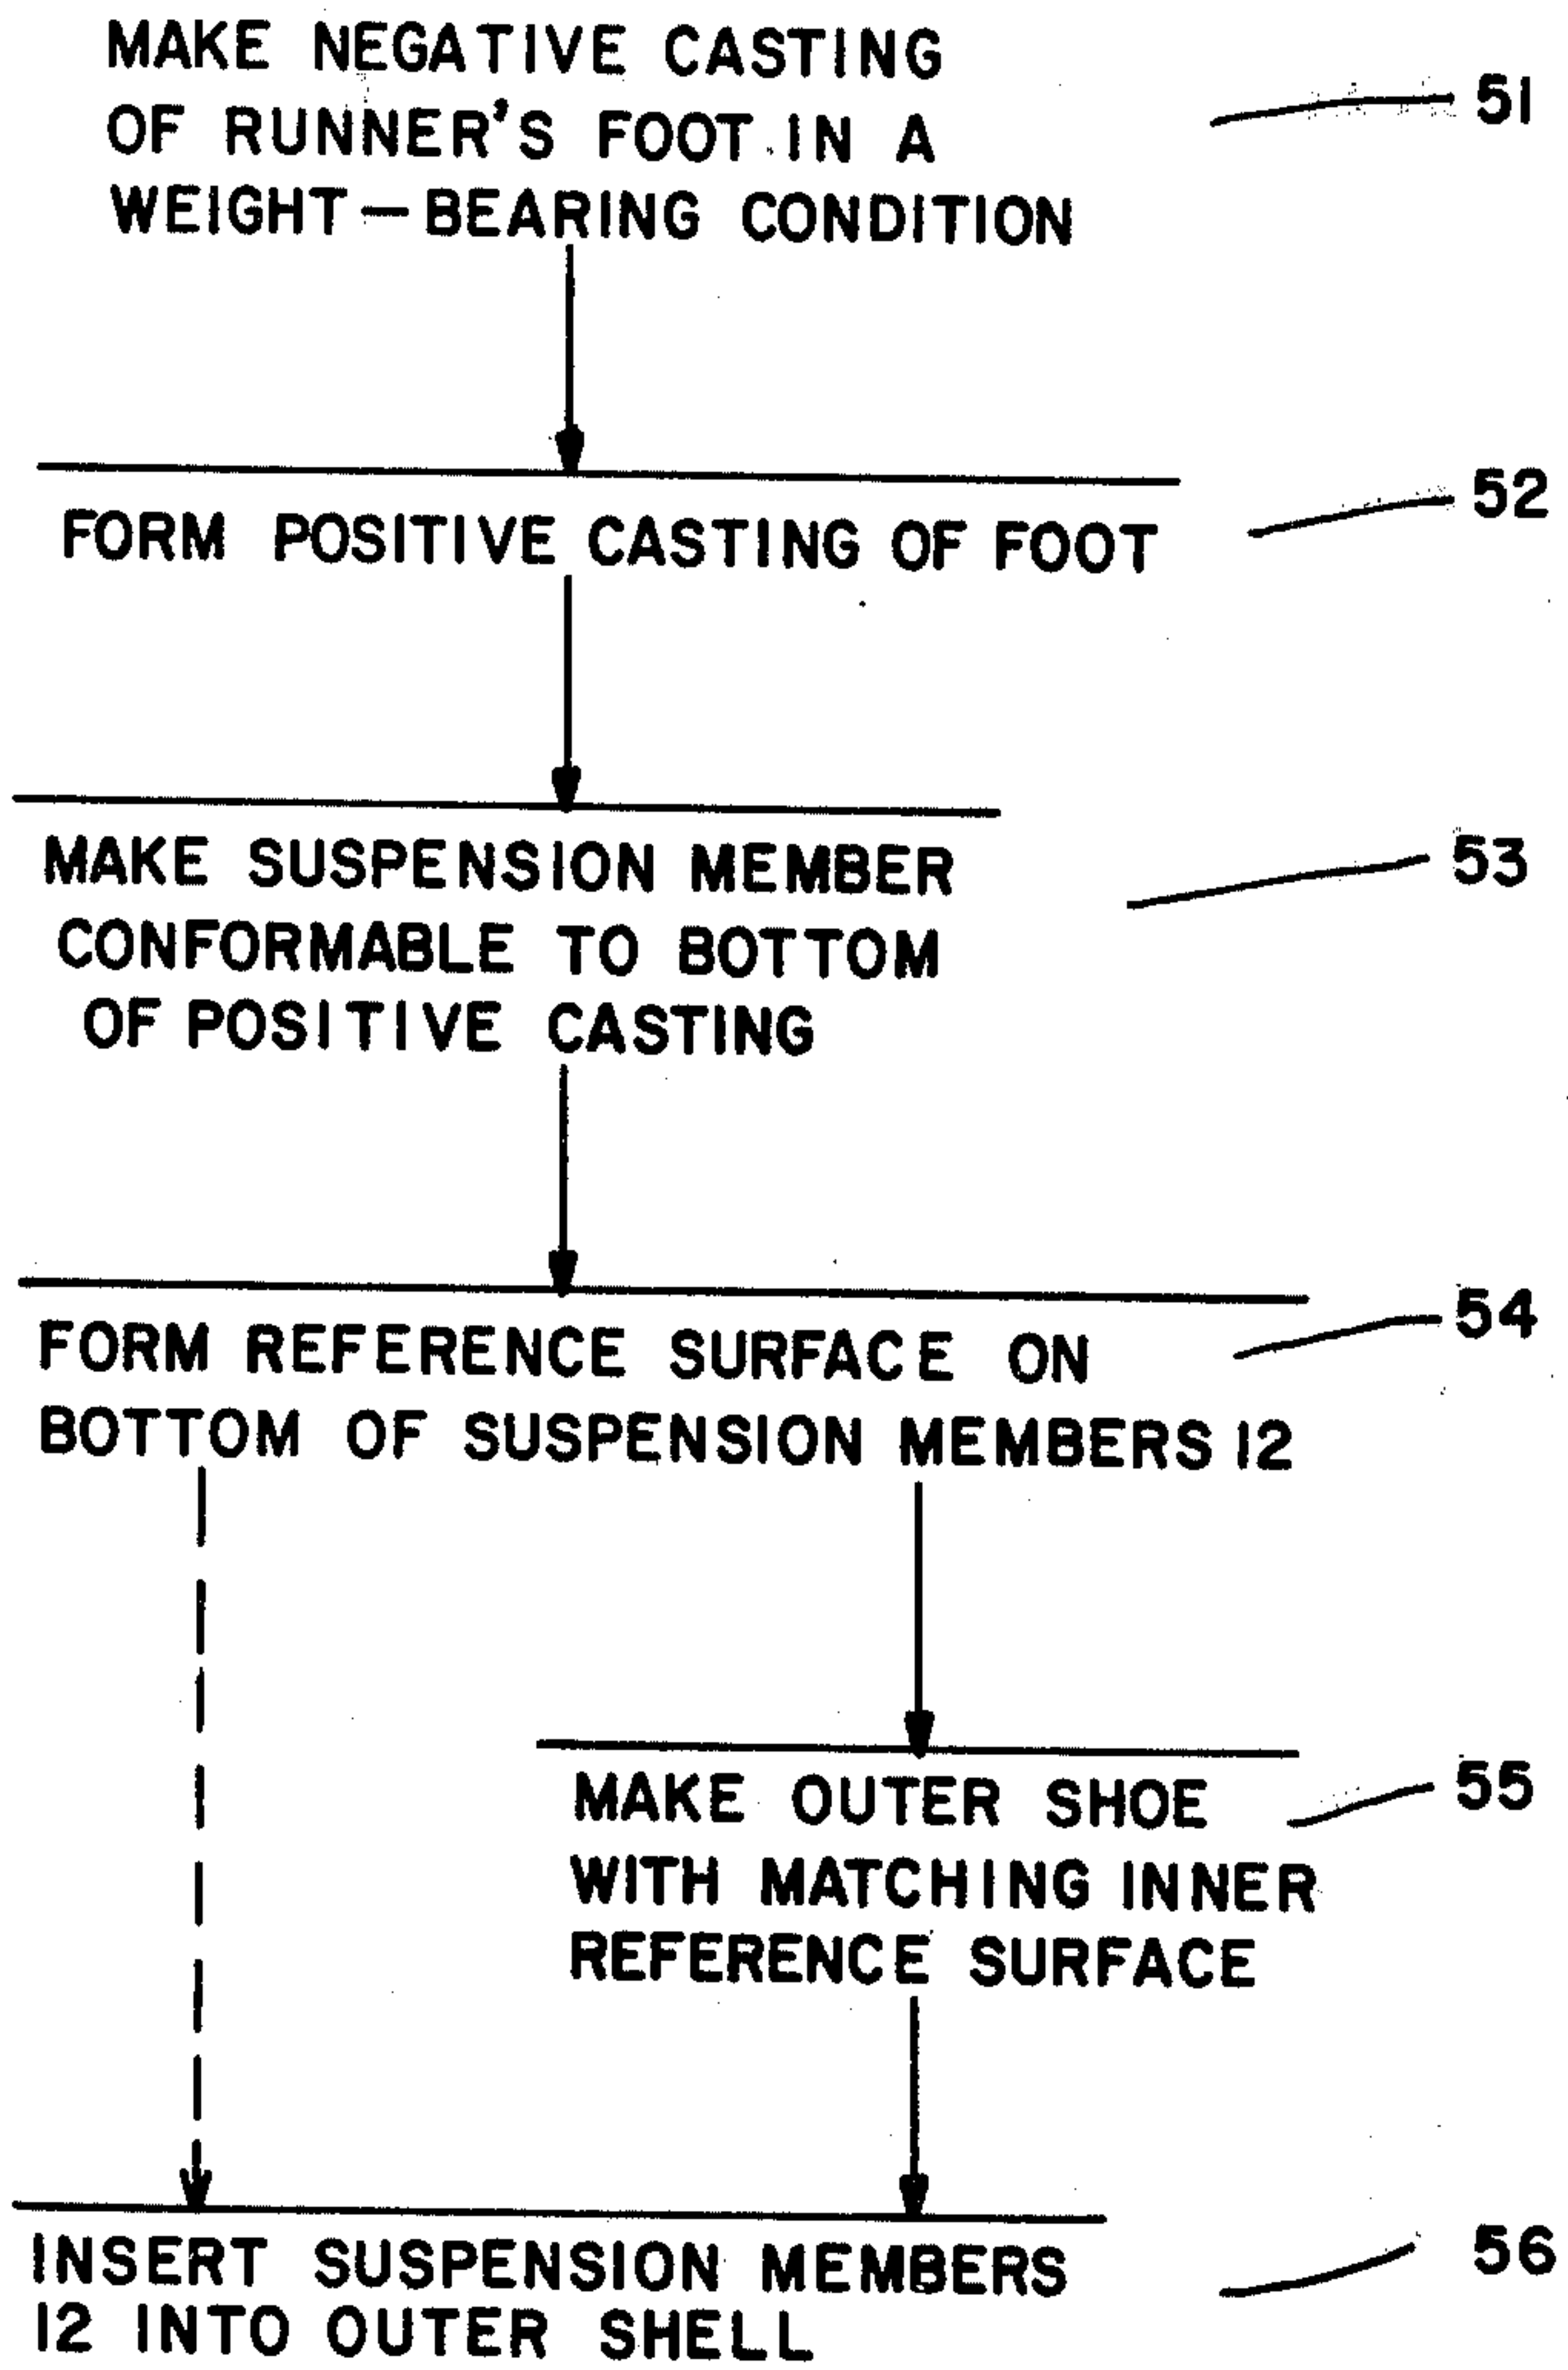 MAKE NEGATIVE CASTING
OF RUNNER'S FOOT IN A
WEIGHT-BEARING CONDITION
51
FORM POSITIVE CASTING OF FOOT
52
MAKE SUSPENSION MEMBER
CONFORMABLE TO BOTTOM
OF POSITIVE CASTING
53
FORM REFERENCE SURFACE ON
BOTTOM OF SUSPENSION MEMBERS 12
54
MAKE OUTER SHOE
WITH MATCHING INNER
REFERENCE SURFACE
55
INSERT SUSPENSION MEMBERS
12 INTO OUTER SHELL
56